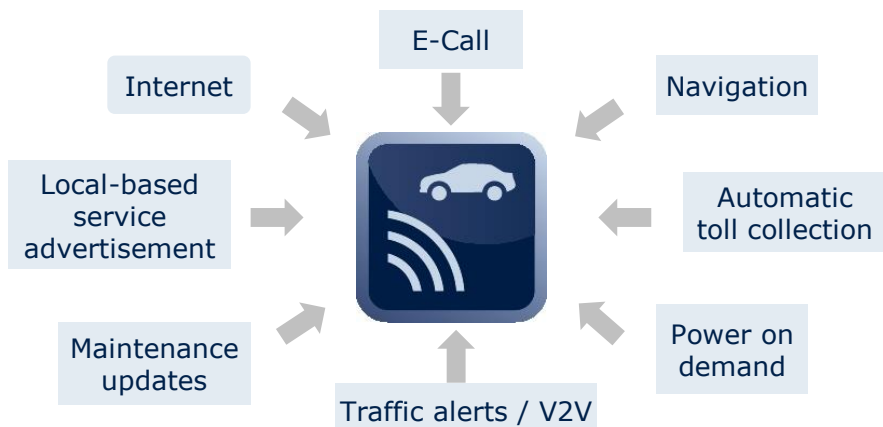 E-Call
Internet
Navigation
Local-based
service
advertisement
Automatic
toll collection
Maintenance
updates
Power on
demand
Traffic alerts / V2V